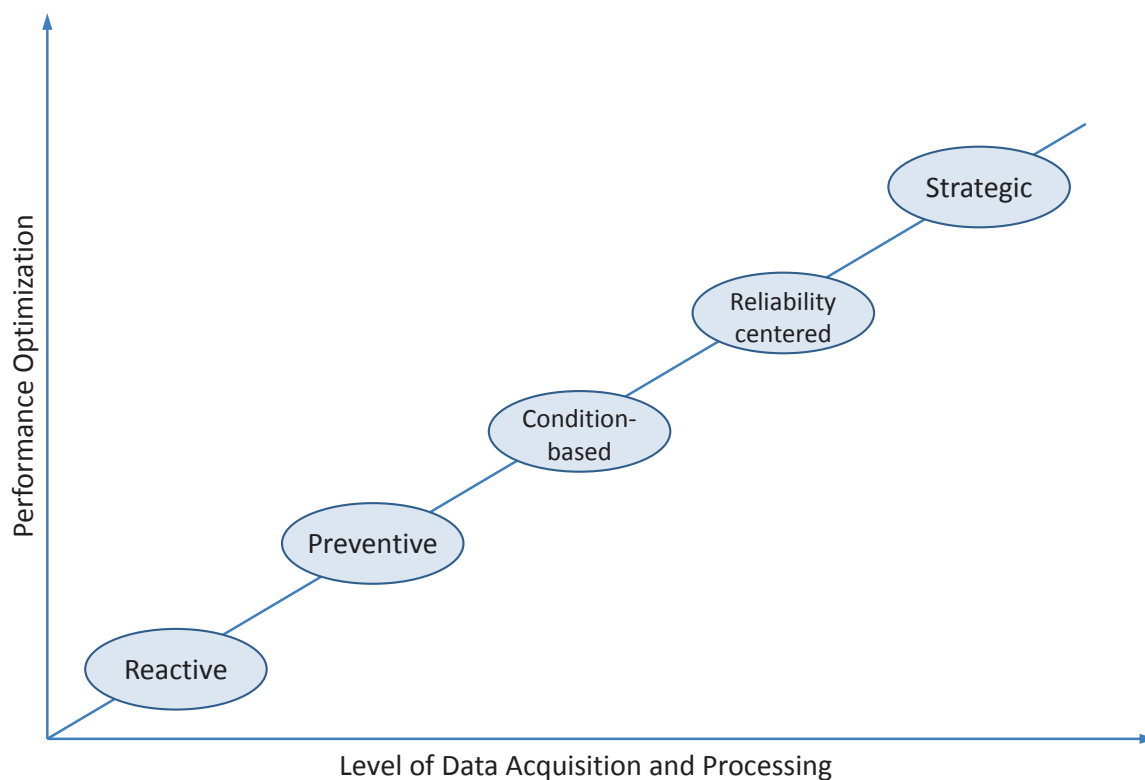 Performance Optimization
Strategic
Reliability
centered
Condition-
based
Preventive
Reactive
Level of Data Acquisition and Processing